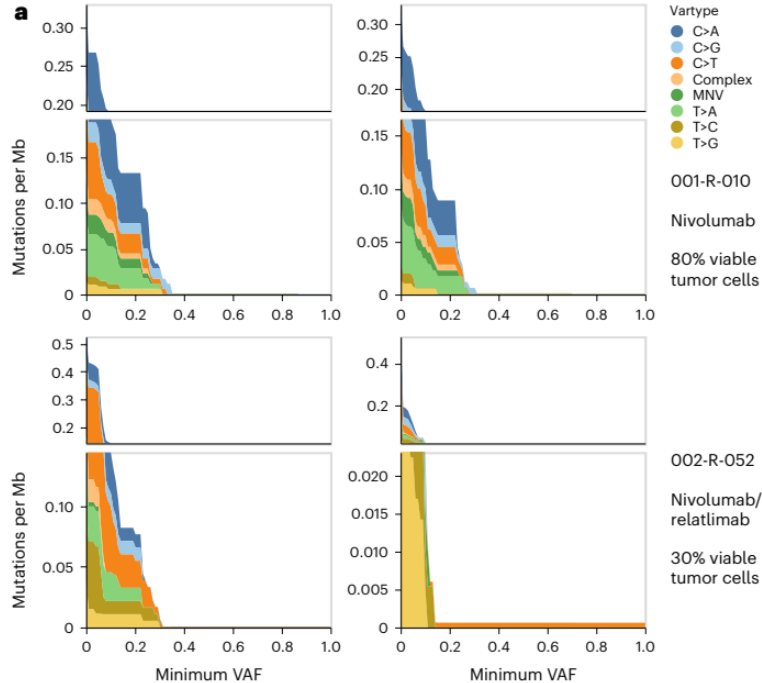 a
0.30
0.25
0.20
0.15
0.10
0.05
0
0.0 0.2 0.4 0.6 0.8 1.0
Mutations per Mb
0.30
0.25
0.20
0.15
0.10
0.05
0
0.0 0.2 0.4 0.6 0.8 1.0
Vartype
C>A
C>G
C>T
Complex
MNV
T>A
T>C
T>G
001-R-010
Nivolumab
80% viable
tumor cells
0.5
0.4
0.3
0.2
0.10
0.05
0
0 0.2 0.4 0.6 0.8 1.0
Mutations per Mb
Minimum VAF
0.4
0.2
0.020
0.015
0.010
0.005
0
0.0 0.2 0.4 0.6 0.8 1.0
Minimum VAF
002-R-052
Nivolumab/
relatlimab
30% viable
tumor cells